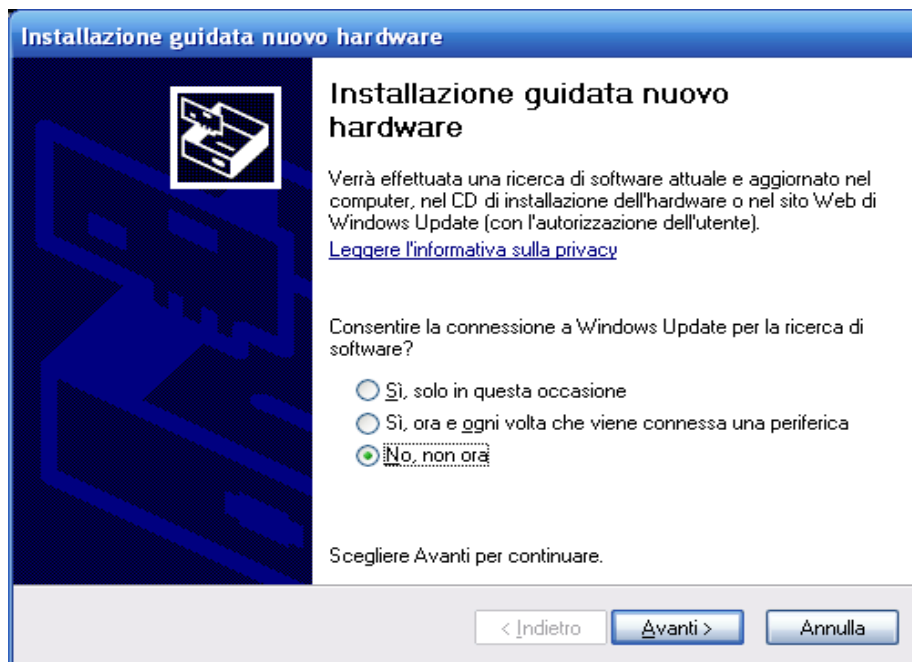 Installazione guidata nuovo hardware
Installazione guidata nuovo
hardware
Verrà effettuata una ricerca di software attuale e aggiornato nel
computer, nel CD di installazione dell'hardware o nel sito Web di
Windows Update (con l'autorizzazione dell'utente).
Leggere l'informativa sulla privacy
Consentire la connessione a Windows Update per la ricerca di
software?
Sì, solo in questa occasione
Sì, ora e ogni volta che viene connessa una periferica
No, non ora
Scegliere Avanti per continuare.
< Indietro Avanti > Annulla